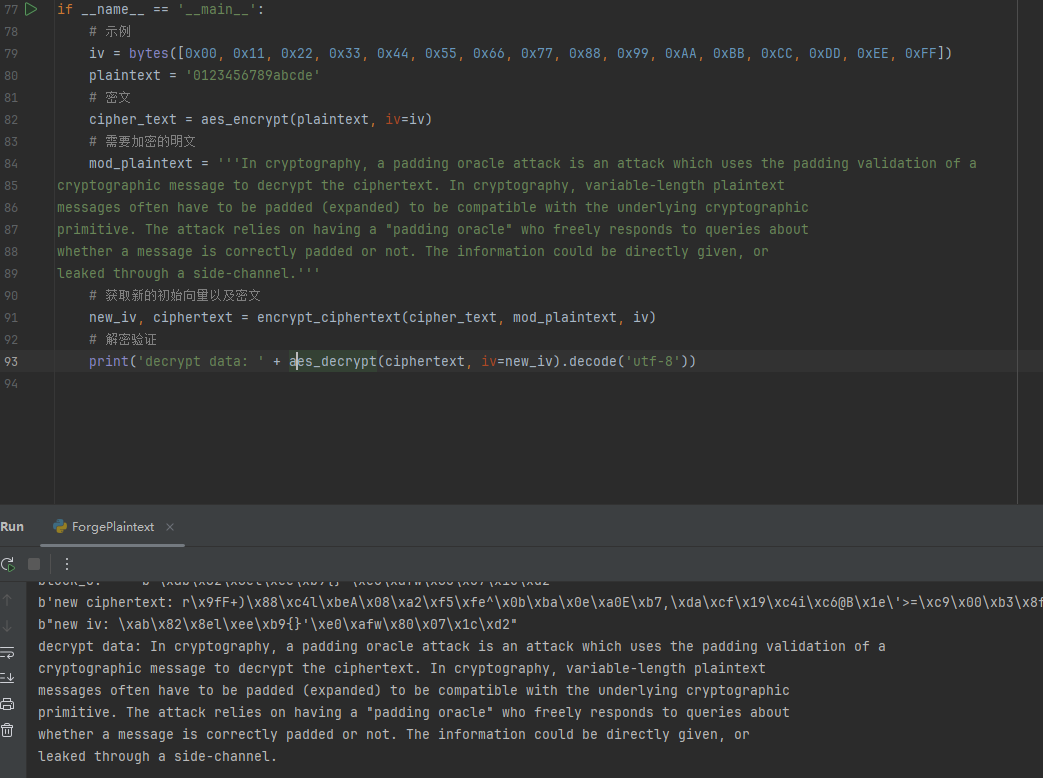 77 if __name__ == '__main__':
78 # 示例
79 iv = bytes([0x00, 0x11, 0x22, 0x33, 0x44, 0x55, 0x66, 0x77, 0x88, 0x99, 0xAA, 0xBB, 0xCC, 0xDD, 0xEE, 0xFF])
80 plaintext = '0123456789abcde'
81 # 密文
82 cipher_text = aes_encrypt(plaintext, iv=iv)
83 # 需要加密的明文
84 mod_plaintext = '''In cryptography, a padding oracle attack is an attack which uses the padding validation of a
85 cryptographic message to decrypt the ciphertext. In cryptography, variable-length plaintext
86 messages often have to be padded (expanded) to be compatible with the underlying cryptographic
87 primitive. The attack relies on having a "padding oracle" who freely responds to queries about
88 whether a message is correctly padded or not. The information could be directly given, or
89 leaked through a side-channel.'''
90 # 获取新的初始向量以及密文
91 new_iv, ciphertext = encrypt_ciphertext(cipher_text, mod_plaintext, iv)
92 # 解密验证
93 print('decrypt data: ' + aes_decrypt(ciphertext, iv=new_iv).decode('utf-8'))
94
Run ForgePlaintext ×
b'new ciphertext: r\x9fF+)\x88\xc4l\xbeA\x08\xa2\xf5\xfe^\x0b\xba\x0e\xa0E\xb7,\xda\xcf\x19\xc4i\xc6@B\x1e\'>=\xc9\x00\xb3\x8f
b"new iv: \xab\x82\x8el\xee\xb9{}'\xe0\xafw\x80\x07\x1c\xd2"
decrypt data: In cryptography, a padding oracle attack is an attack which uses the padding validation of a
cryptographic message to decrypt the ciphertext. In cryptography, variable-length plaintext
messages often have to be padded (expanded) to be compatible with the underlying cryptographic
primitive. The attack relies on having a "padding oracle" who freely responds to queries about
whether a message is correctly padded or not. The information could be directly given, or
leaked through a side-channel.